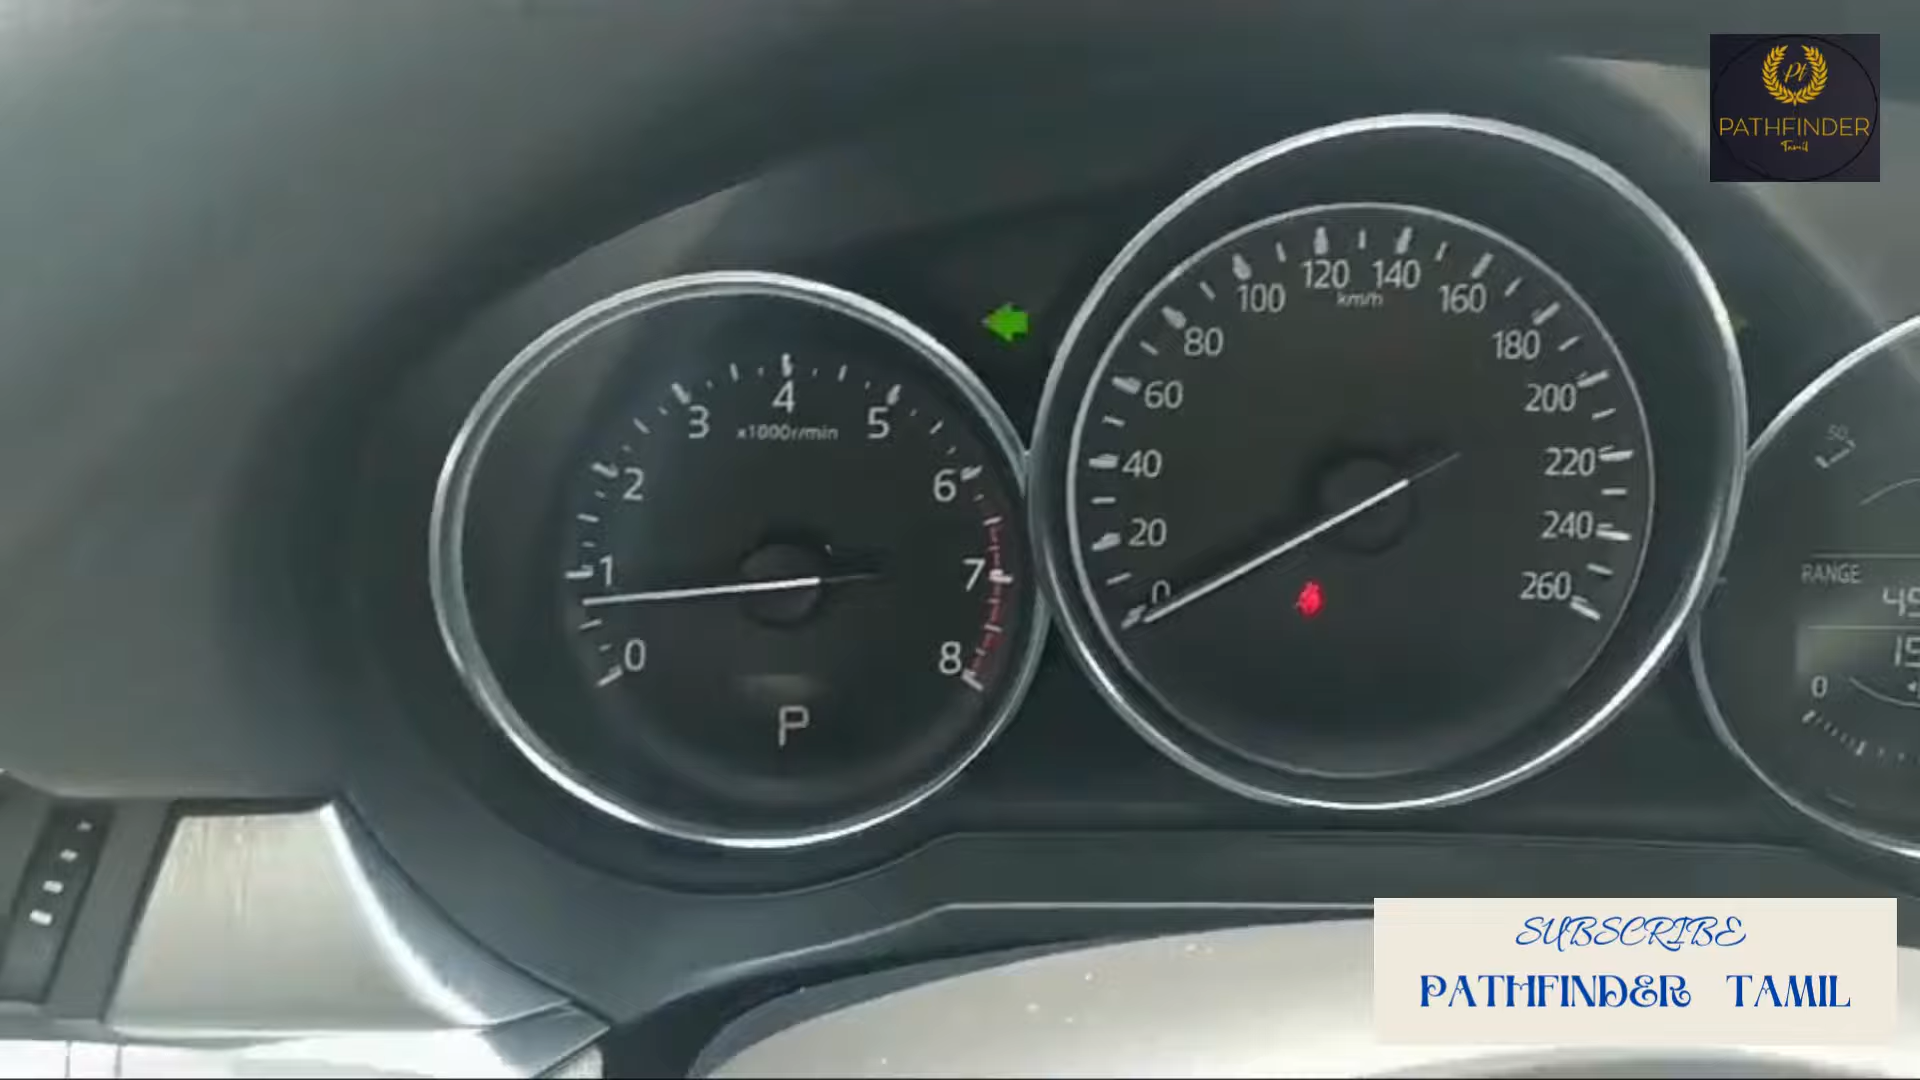 Pt
PATHFINDER
Tamil
0
1
2
3
4
5
6
7
8
x1000r/min
P
0
20
40
60
80
100
120
140
160
180
200
220
240
260
km/h
RANGE
0
SUBSCRIBE
PATHFINDER TAMIL